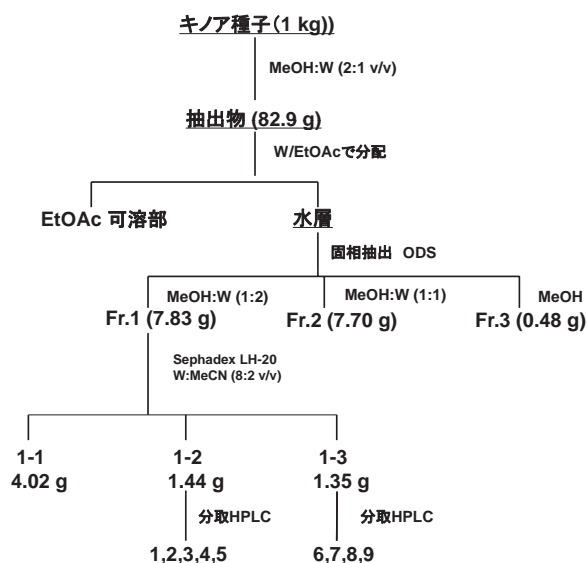 キノア種子(1 kg))
MeOH:W (2:1 v/v)
抽出物 (82.9 g)
W/EtOAcで分配
EtOAc 可溶部
水層
固相抽出 ODS
MeOH:W (1:2)
MeOH:W (1:1)
MeOH
Fr.1 (7.83 g)
Fr.2 (7.70 g)
Fr.3 (0.48 g)
Sephadex LH-20
W:MeCN (8:2 v/v)
1-1
1-2
1-3
4.02 g
1.44 g
1.35 g
分取HPLC
分取HPLC
1,2,3,4,5
6,7,8,9